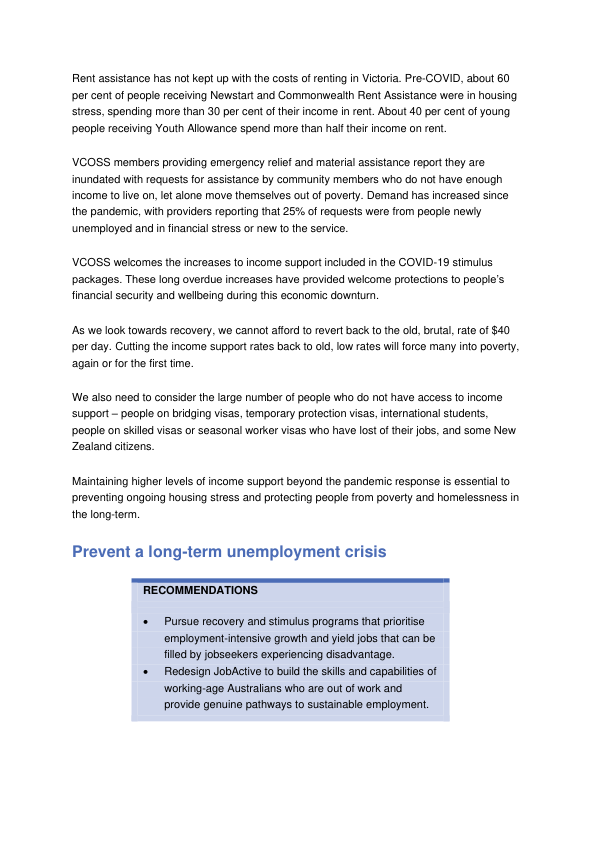 Rent assistance has not kept up with the costs of renting in Victoria. Pre-COVID, about 60
per cent of people receiving Newstart and Commonwealth Rent Assistance were in housing
stress, spending more than 30 per cent of their income in rent. About 40 per cent of young
people receiving Youth Allowance spend more than half their income on rent.
VCOSS members providing emergency relief and material assistance report they are
inundated with requests for assistance by community members who do not have enough
income to live on, let alone move themselves out of poverty. Demand has increased since
the pandemic, with providers reporting that 25% of requests were from people newly
unemployed and in financial stress or new to the service.
VCOSS welcomes the increases to income support included in the COVID-19 stimulus
packages. These long overdue increases have provided welcome protections to people’s
financial security and wellbeing during this economic downturn.
As we look towards recovery, we cannot afford to revert back to the old, brutal, rate of $40
per day. Cutting the income support rates back to old, low rates will force many into poverty,
again or for the first time.
We also need to consider the large number of people who do not have access to income
support – people on bridging visas, temporary protection visas, international students,
people on skilled visas or seasonal worker visas who have lost of their jobs, and some New
Zealand citizens.
Maintaining higher levels of income support beyond the pandemic response is essential to
preventing ongoing housing stress and protecting people from poverty and homelessness in
the long-term.
Prevent a long-term unemployment crisis
RECOMMENDATIONS
• Pursue recovery and stimulus programs that prioritise
employment-intensive growth and yield jobs that can be
filled by jobseekers experiencing disadvantage.
• Redesign JobActive to build the skills and capabilities of
working-age Australians who are out of work and
provide genuine pathways to sustainable employment.